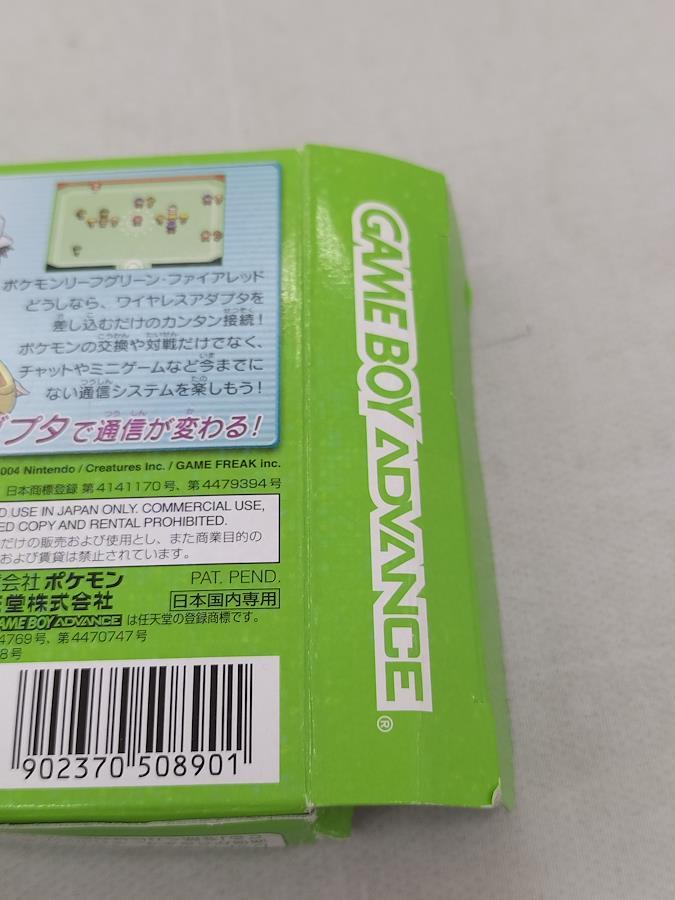 ポケモンリーフグリーン・ファイアレッド
どうしなら、ワイヤレスアダプタを
差し込むだけのカンタン接続!
ポケモンの交換や対戦だけでなく、
チャットやミニゲームなど今までに
ない通信システムを楽しもう!
プタで通信が変わる!
004 Nintendo / Creatures Inc. / GAME FREAK inc.
日本商標登録 第4141170号、第4479394号
D USE IN JAPAN ONLY. COMMERCIAL USE,
ED COPY AND RENTAL PROHIBITED.
だけの販売および使用とし、また商業目的の
および賃貸は禁止されています。
会社 ポケモン
PAT. PEND.
堂株式会社
日本国内専用
GAME BOY ADVANCE は任天堂の登録商標です。
4769号、第4470747号
8号
902370 508901
GAME BOY ADVANCE
®